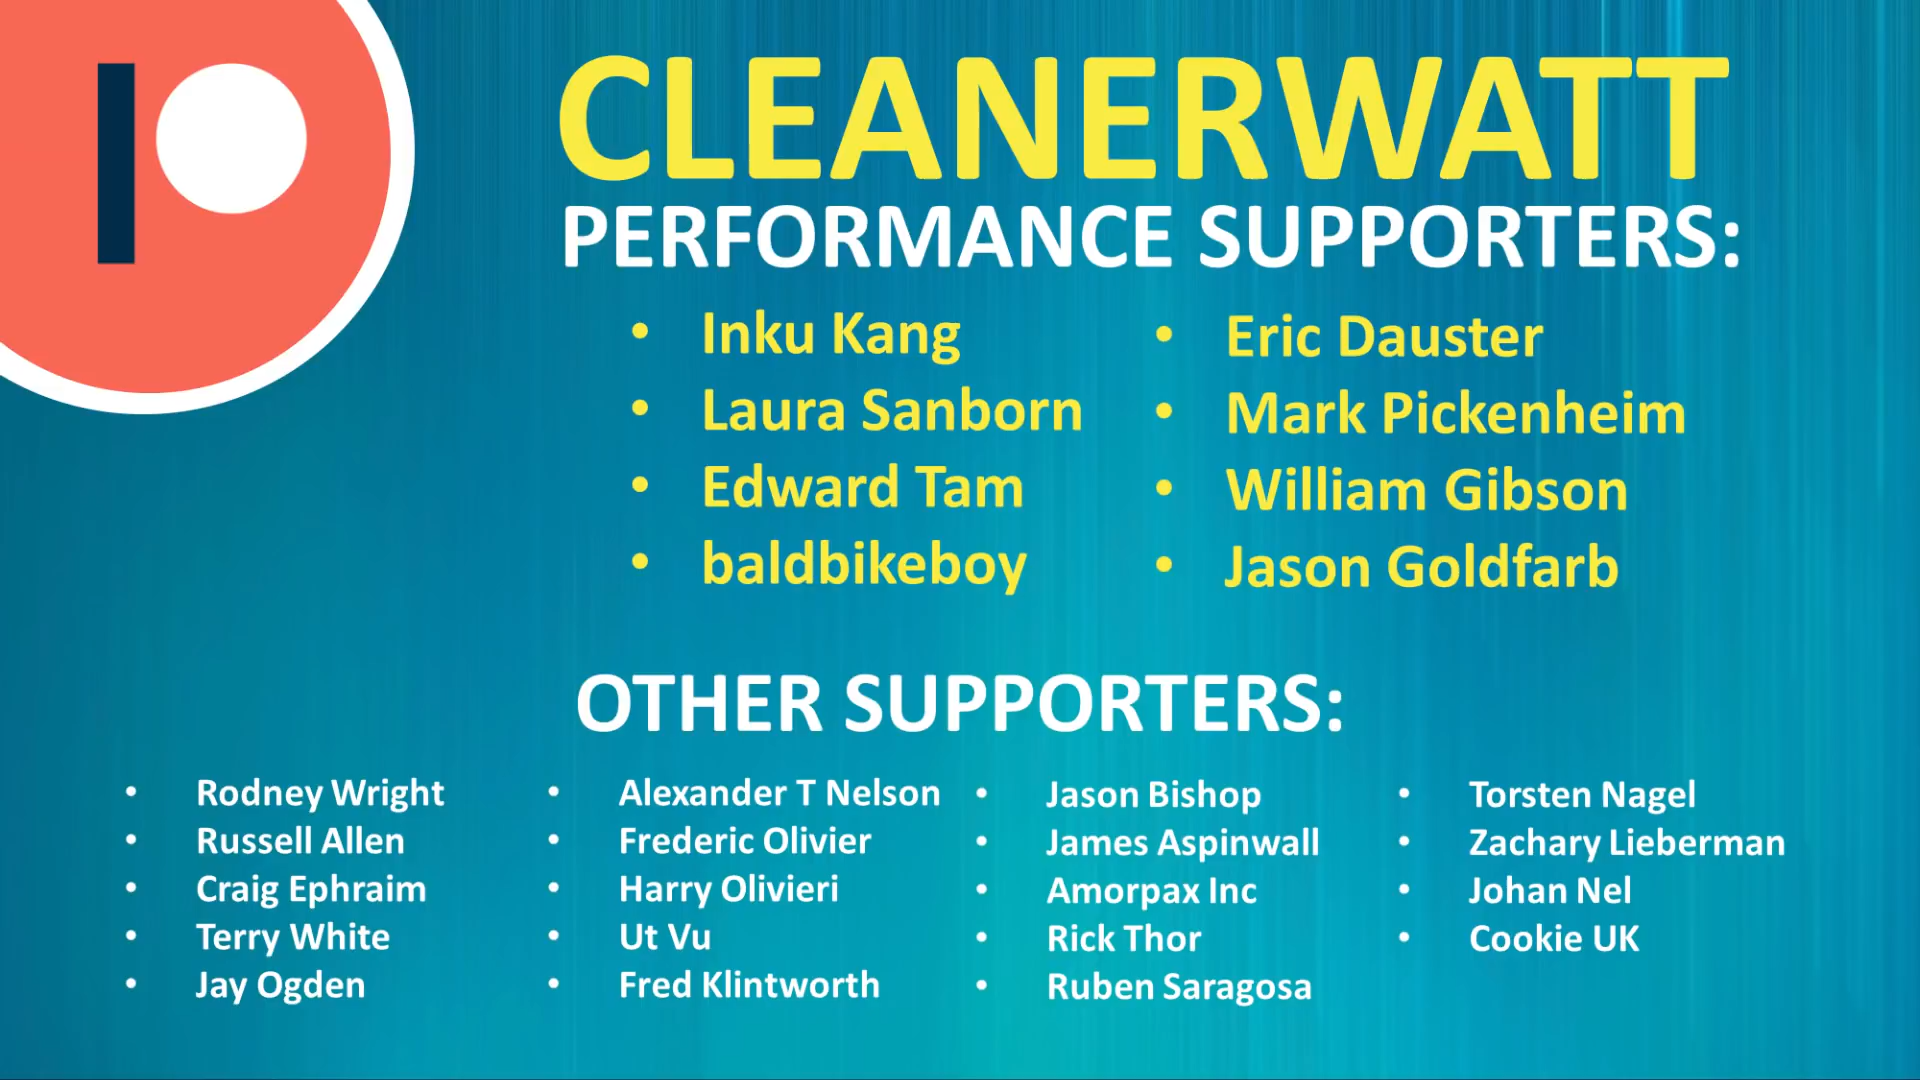 CLEANERWATT
PERFORMANCE SUPPORTERS:
• Inku Kang
• Laura Sanborn
• Edward Tam
• baldbikeboy
• Eric Dauster
• Mark Pickenheim
• William Gibson
• Jason Goldfarb
OTHER SUPPORTERS:
• Rodney Wright
• Russell Allen
• Craig Ephraim
• Terry White
• Jay Ogden
• Alexander T Nelson
• Frederic Olivier
• Harry Olivieri
• Ut Vu
• Fred Klintworth
• Jason Bishop
• James Aspinwall
• Amorpax Inc
• Rick Thor
• Ruben Saragosa
• Torsten Nagel
• Zachary Lieberman
• Johan Nel
• Cookie UK